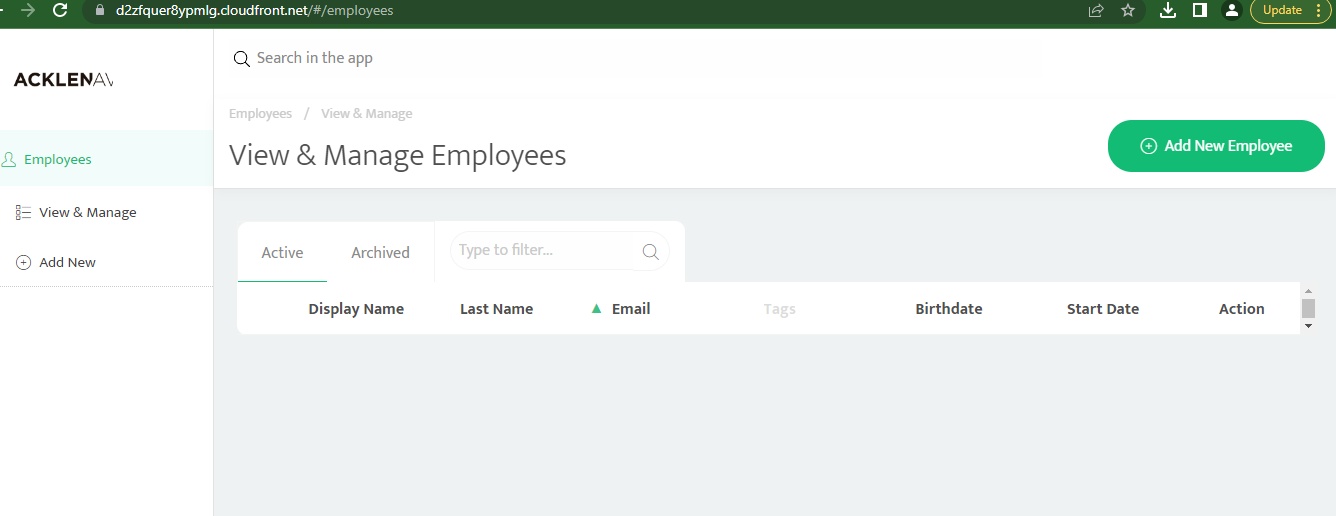 d2zfquer8ypmlg.cloudfront.net/#/employees
Update
ACKLENAV
Search in the app
Employees / View & Manage
View & Manage Employees
Add New Employee
Employees
View & Manage
Add New
Active Archived Type to filter...
Display Name Last Name Email Tags Birthdate Start Date Action